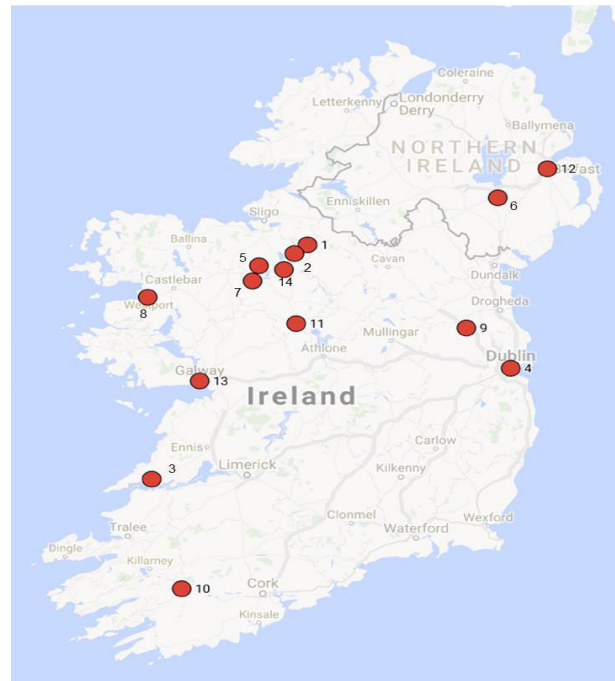 Coleraine
Letterkenny
Londonderry
Derry
Ballymena
NORTHERN
IRELAND
12
Enniskillen
6
Sligo
Ballina
1
5
2
Cavan
Castlebar
7
14
Dundalk
8
Drogheda
11
Mullingar
9
Athlone
Dublin
Galway
13
4
Ireland
Ennis
Carlow
3
Limerick
Kilkenny
Tralee
Clonmel
Wexford
Waterford
Dingle
Killarney
10
Cork
Kinsale